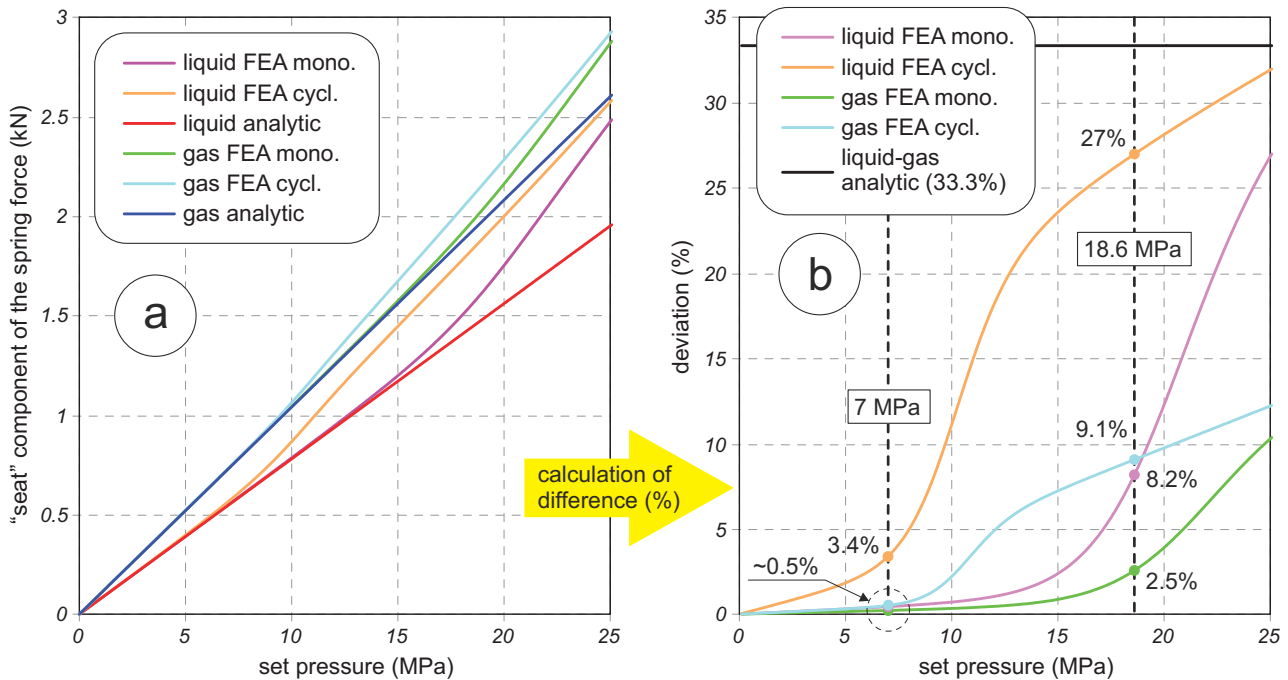 3
2.5
2
1.5
1
0.5
0
0
5
10
15
20
25
"seat" component of the spring force (kN)
set pressure (MPa)
liquid FEA mono.
liquid FEA cycl.
liquid analytic
gas FEA mono.
gas FEA cycl.
gas analytic
a
calculation of
difference (%)
35
30
25
20
15
10
5
0
0
5
10
15
20
25
deviation (%)
set pressure (MPa)
liquid FEA mono.
liquid FEA cycl.
gas FEA mono.
gas FEA cycl.
liquid-gas
analytic (33.3%)
b
27%
18.6 MPa
7 MPa
9.1%
8.2%
3.4%
~0.5%
2.5%